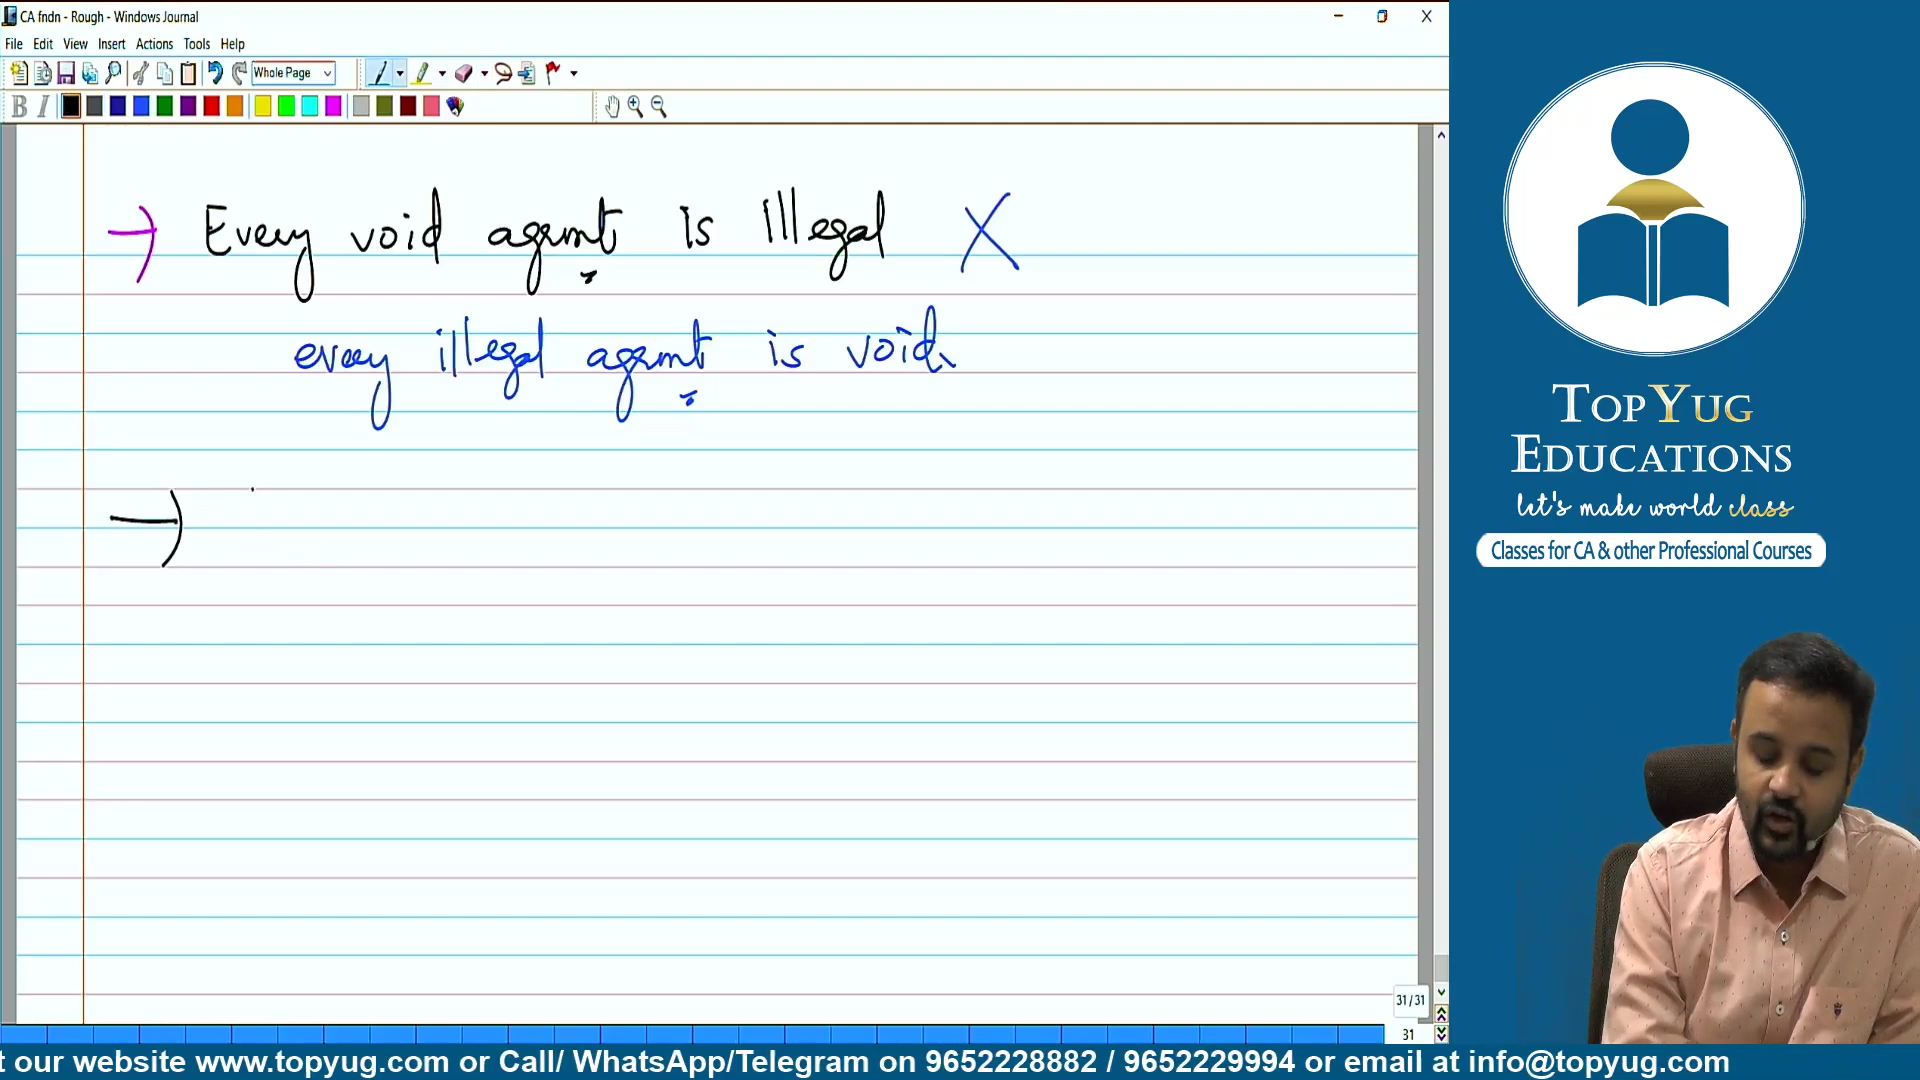 CA fndn - Rough - Windows Journal
File Edit View Insert Actions Tools Help
Whole Page
B I
Every void agrmt is illegal X
every illegal agrmt is void.
31/31
31
TOPYUG
EDUCATIONS
let's make world class
Classes for CA & other Professional Courses
t our website www.topyug.com or Call/ WhatsApp/Telegram on 9652228882 / 9652229994 or email at info@topyug.com